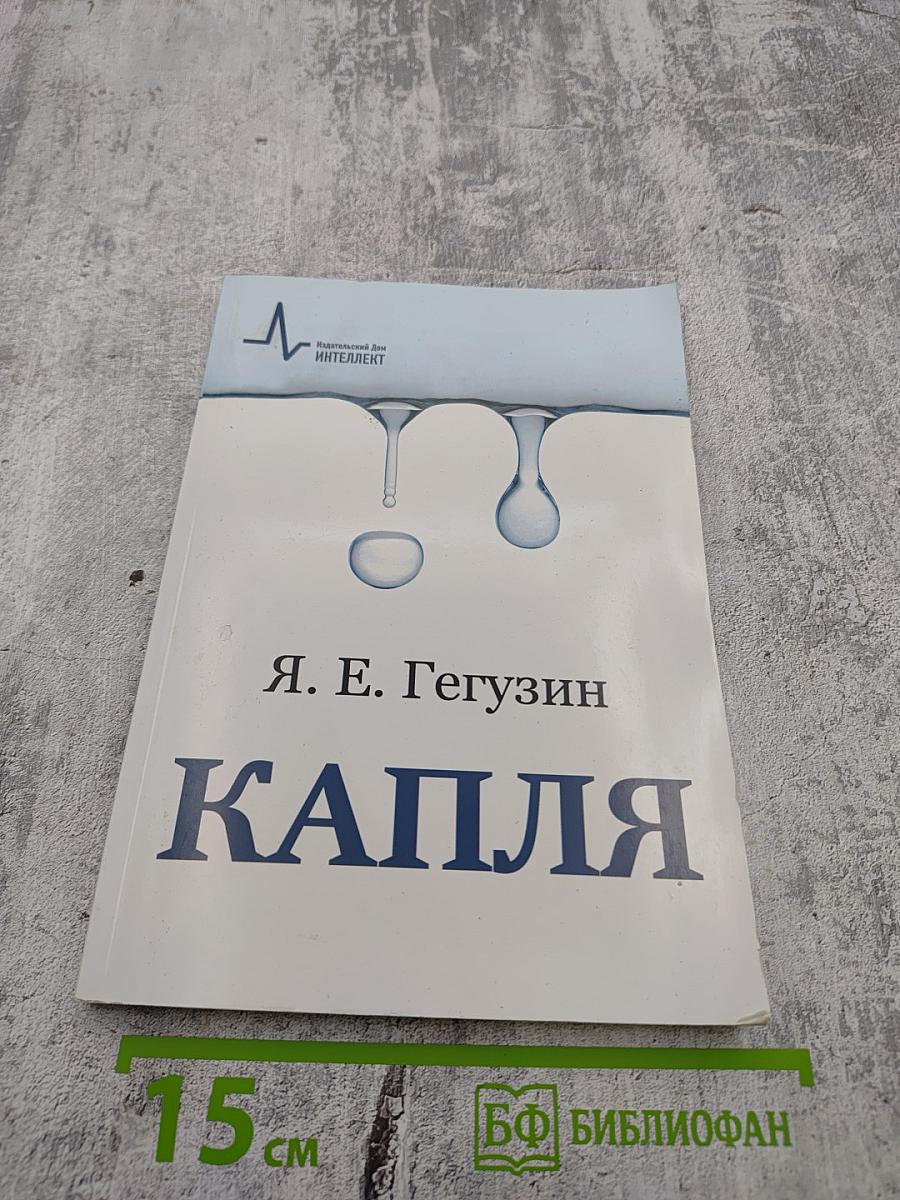 Издательский Дом
ИНТЕЛЛЕКТ
Я. Е. Гегузин
КАПЛЯ
15 см
БФ БИБЛИОФАН